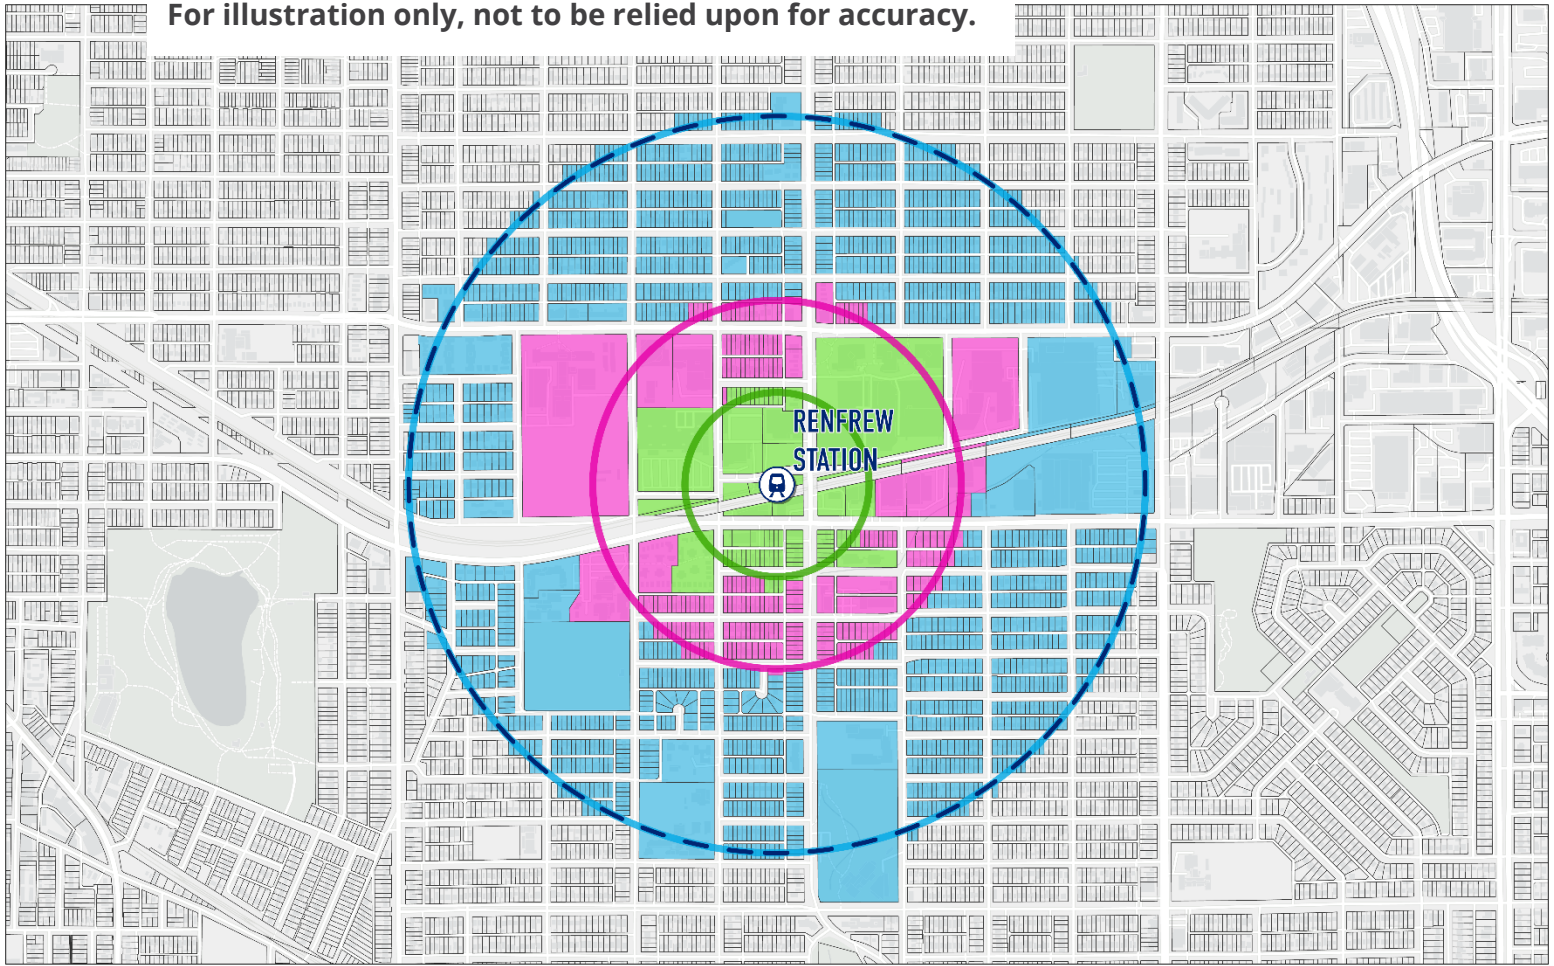 For illustration only, not to be relied upon for accuracy.
RENFREW
STATION